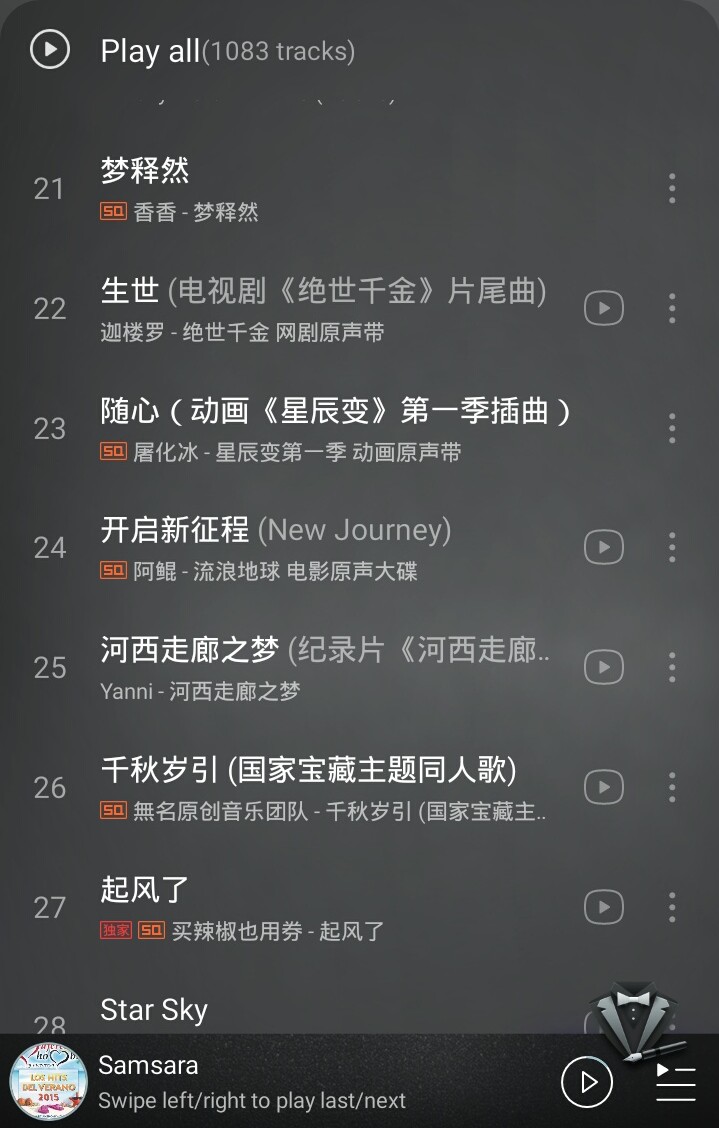 Play all(1083 tracks)
21
梦释然
SQ 香香 - 梦释然
22
生世 (电视剧《绝世千金》片尾曲)
迦楼罗 - 绝世千金 网剧原声带
23
随心（动画《星辰变》第一季插曲）
SQ 屠化冰 - 星辰变第一季 动画原声带
24
开启新征程 (New Journey)
SQ 阿鲲 - 流浪地球 电影原声大碟
25
河西走廊之梦 (纪录片《河西走廊..
Yanni - 河西走廊之梦
26
千秋岁引 (国家宝藏主题同人歌)
SQ 無名原创音乐团队 - 千秋岁引 (国家宝藏主..
27
起风了
独家 SQ 买辣椒也用券 - 起风了
28
Star Sky
LOS HITS
DEL VERANO
2015
Samsara
Swipe left/right to play last/next